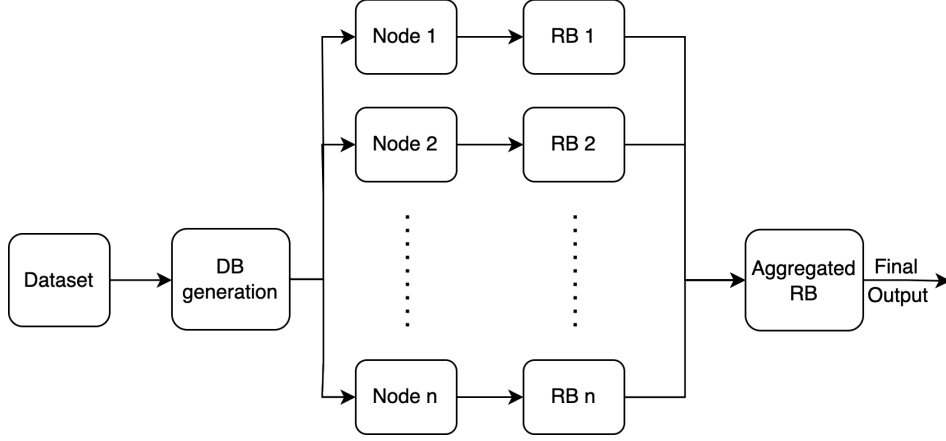 Node 1
RB 1
Node 2
RB 2
Dataset
DB
generation
Aggregated
RB
Final
Output
Node n
RB n